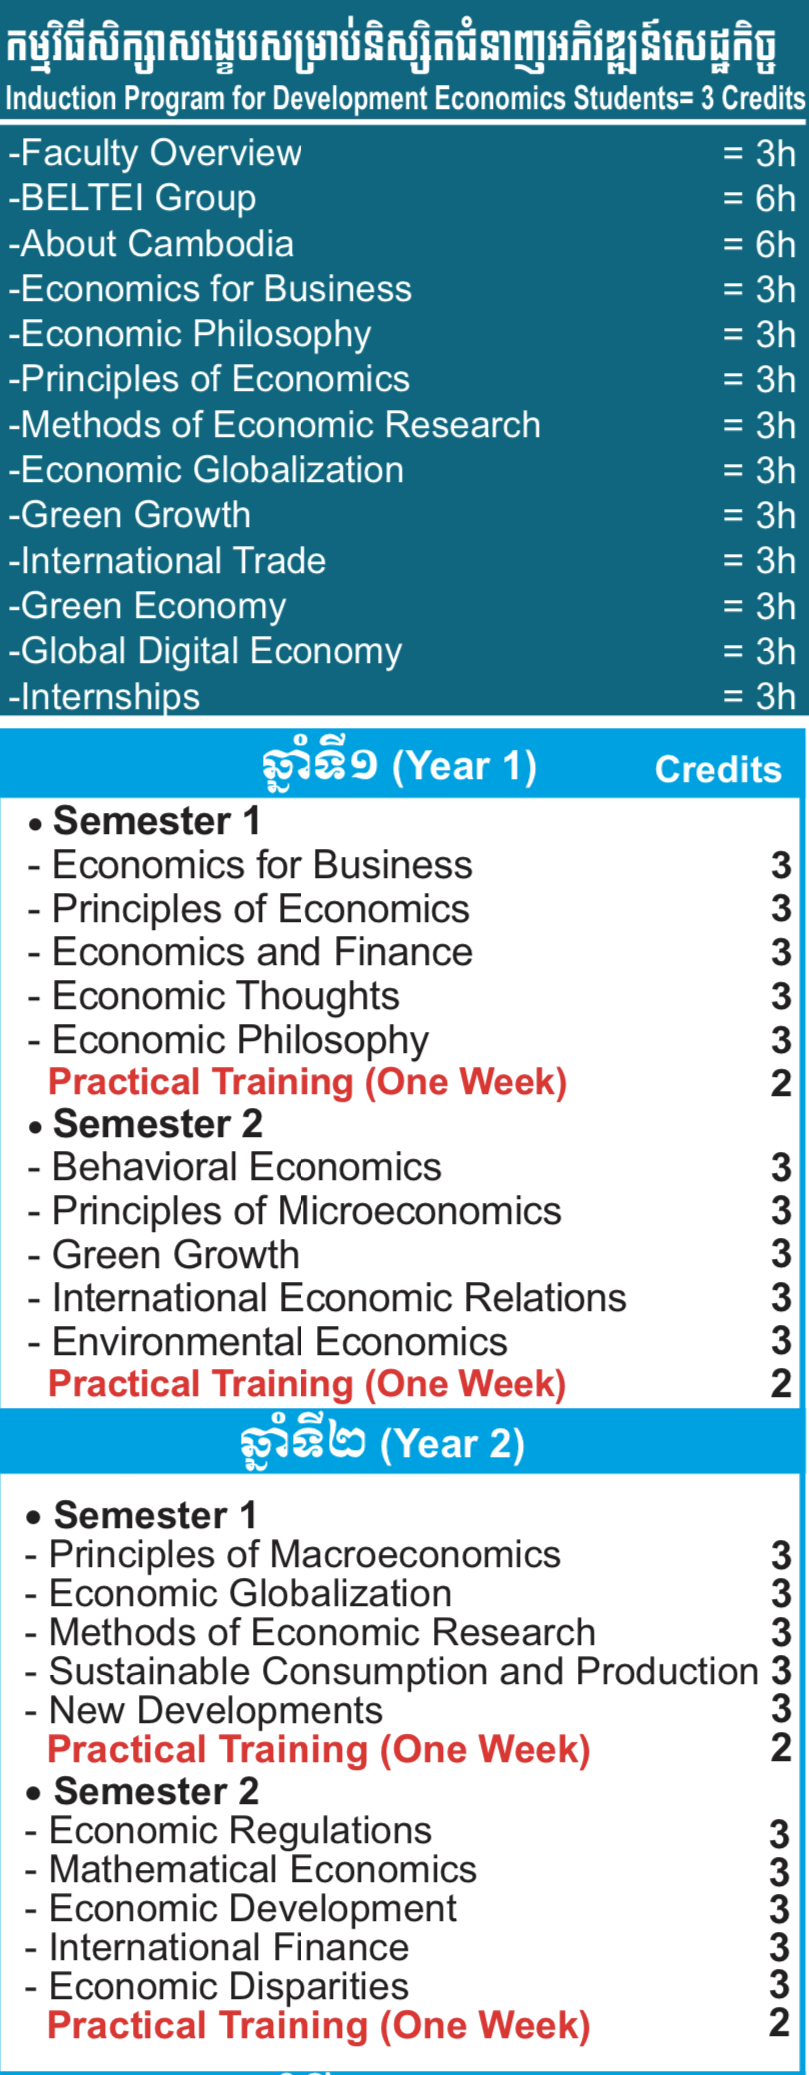 កម្មវិធីសិក្សាសង្ខេបសម្រាប់និស្សិតជំនាញអភិវឌ្ឍន៍សេដ្ឋកិច្ច
Induction Program for Development Economics Students= 3 Credits
-Faculty Overview = 3h
-BELTEI Group = 6h
-About Cambodia = 6h
-Economics for Business = 3h
-Economic Philosophy = 3h
-Principles of Economics = 3h
-Methods of Economic Research = 3h
-Economic Globalization = 3h
-Green Growth = 3h
-International Trade = 3h
-Green Economy = 3h
-Global Digital Economy = 3h
-Internships = 3h
ឆ្នាំទី១ (Year 1) Credits
• Semester 1
- Economics for Business 3
- Principles of Economics 3
- Economics and Finance 3
- Economic Thoughts 3
- Economic Philosophy 3
Practical Training (One Week) 2
• Semester 2
- Behavioral Economics 3
- Principles of Microeconomics 3
- Green Growth 3
- International Economic Relations 3
- Environmental Economics 3
Practical Training (One Week) 2
ឆ្នាំទី២ (Year 2)
• Semester 1
- Principles of Macroeconomics 3
- Economic Globalization 3
- Methods of Economic Research 3
- Sustainable Consumption and Production 3
- New Developments 3
Practical Training (One Week) 2
• Semester 2
- Economic Regulations 3
- Mathematical Economics 3
- Economic Development 3
- International Finance 3
- Economic Disparities 3
Practical Training (One Week) 2